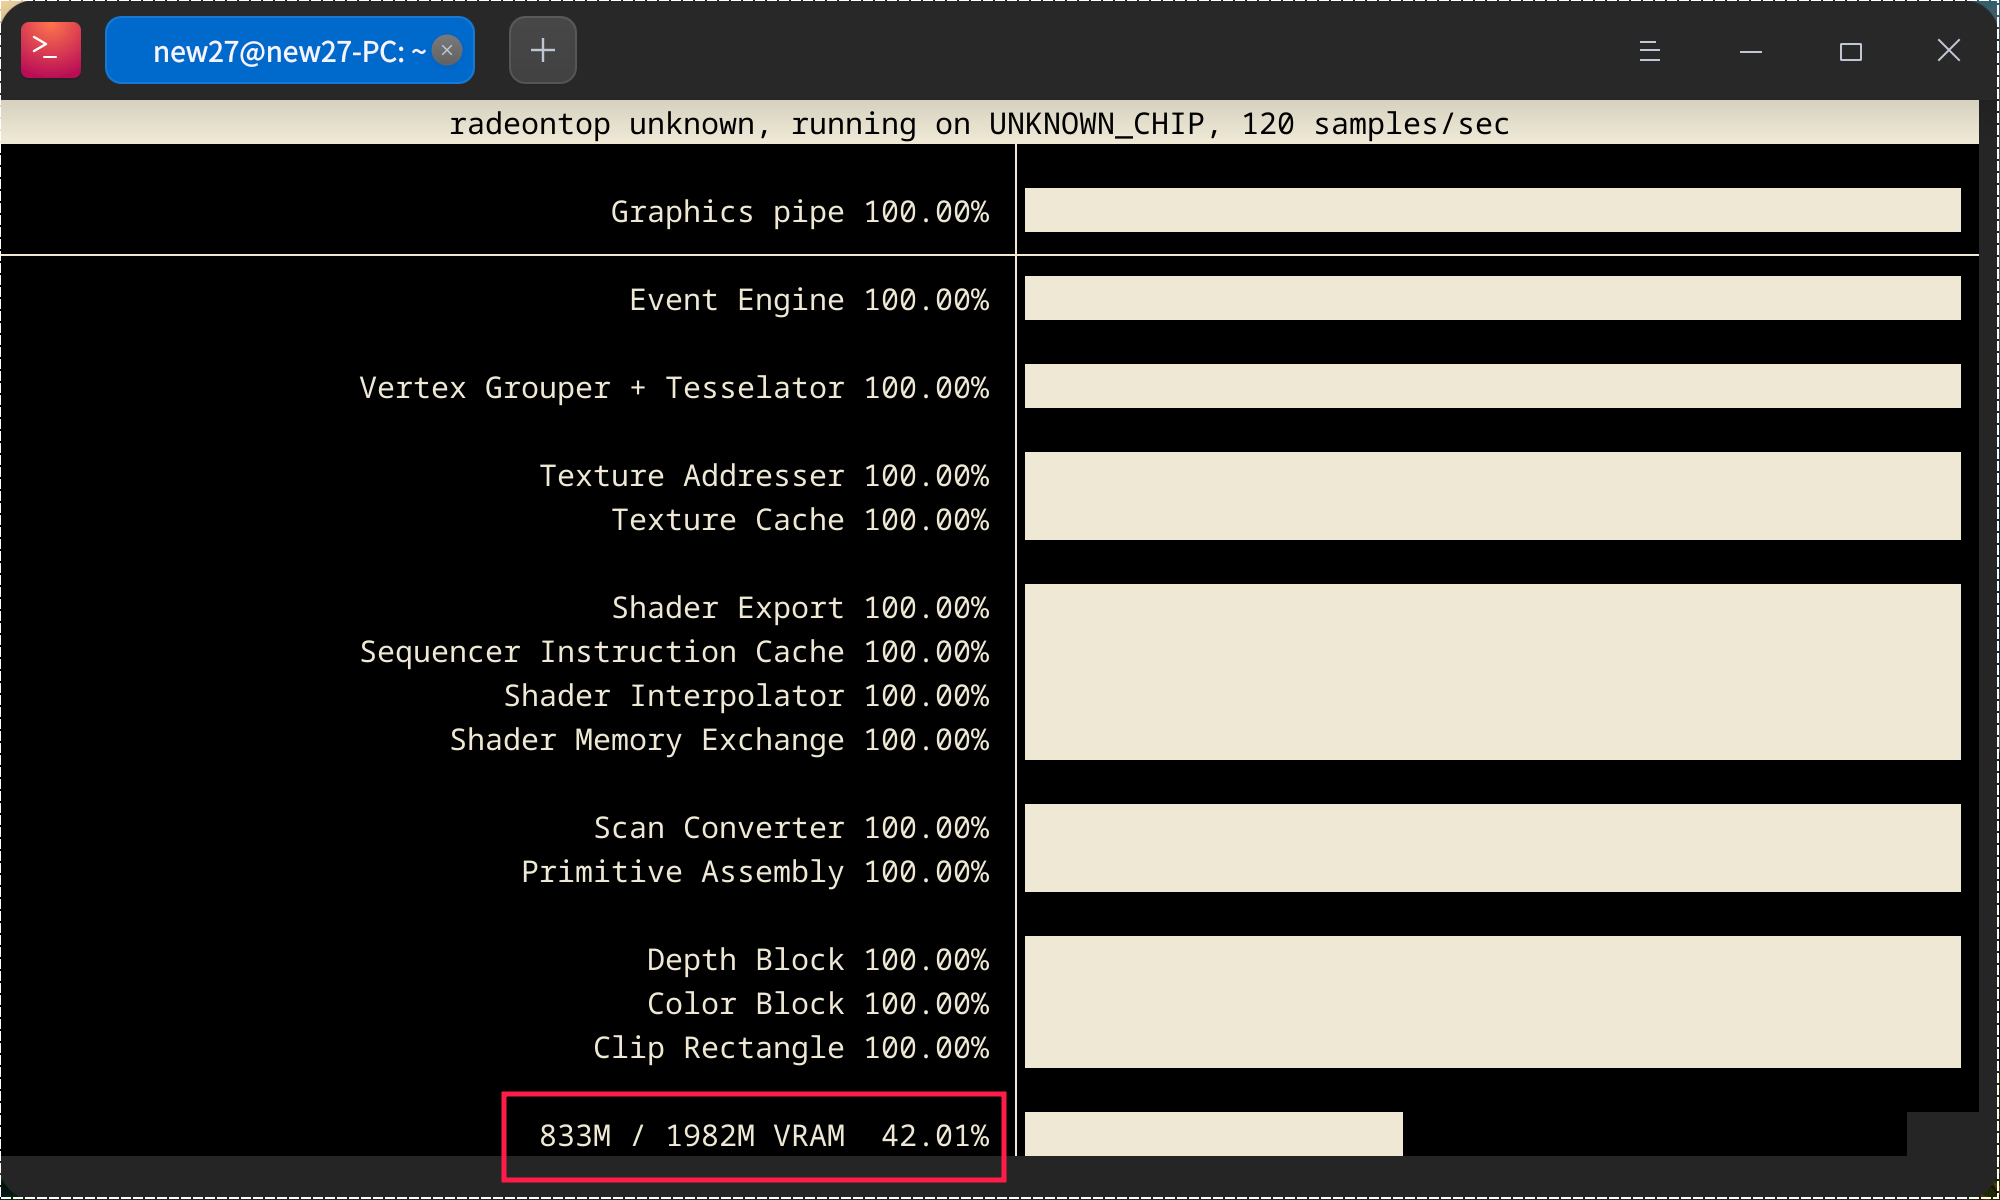 new27@new27-PC: ~
radeontop unknown, running on UNKNOWN_CHIP, 120 samples/sec
Graphics pipe 100.00%
Event Engine 100.00%
Vertex Grouper + Tesselator 100.00%
Texture Addresser 100.00%
Texture Cache 100.00%
Shader Export 100.00%
Sequencer Instruction Cache 100.00%
Shader Interpolator 100.00%
Shader Memory Exchange 100.00%
Scan Converter 100.00%
Primitive Assembly 100.00%
Depth Block 100.00%
Color Block 100.00%
Clip Rectangle 100.00%
833M / 1982M VRAM  42.01%